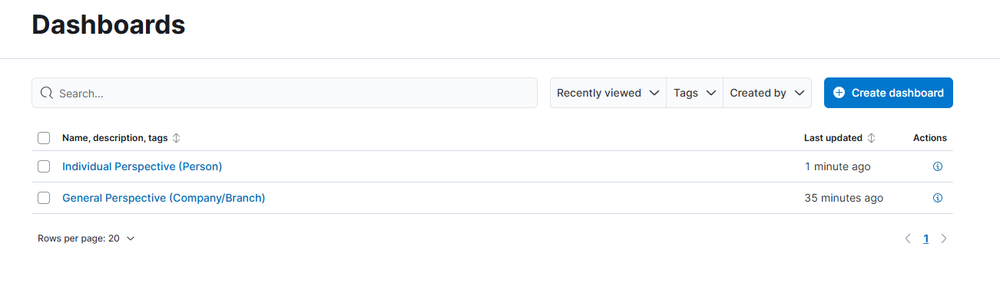 Dashboards
Search...
Recently viewed
Tags
Created by
Create dashboard
Name, description, tags
Last updated
Actions
Individual Perspective (Person)
1 minute ago
General Perspective (Company/Branch)
35 minutes ago
Rows per page: 20
1